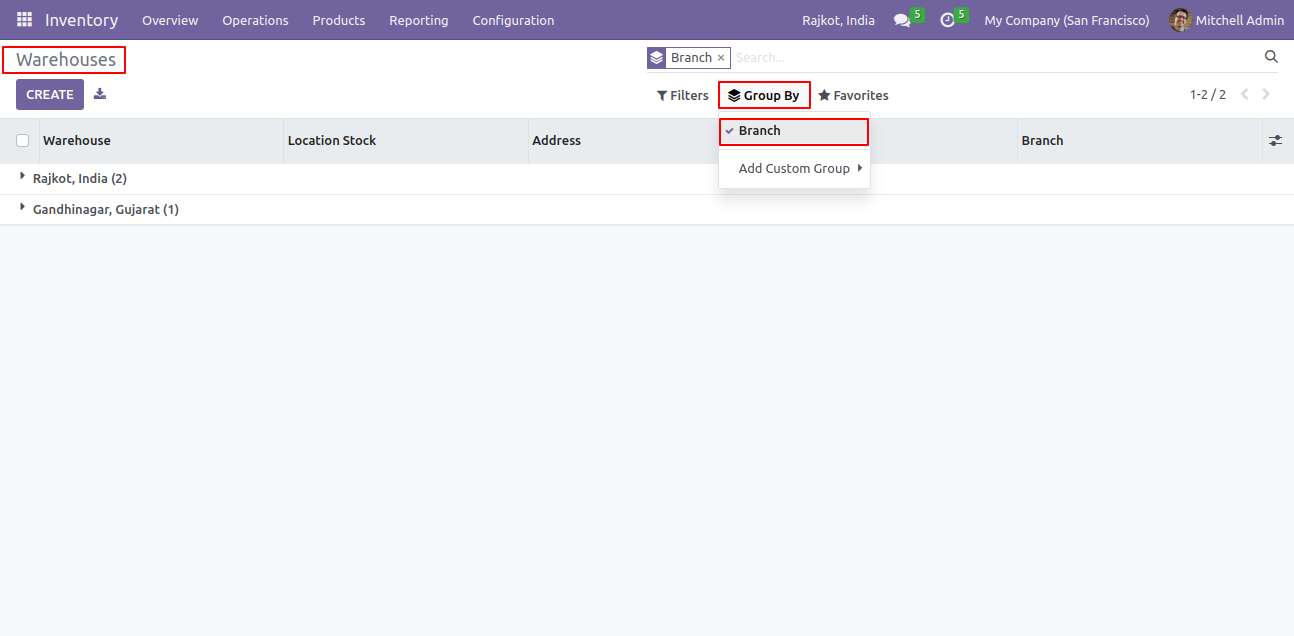 Inventory Overview Operations Products Reporting Configuration Rajkot, India 5 5 My Company (San Francisco) Mitchell Admin
Warehouses Branch × Search...
CREATE Filters Group By Favorites 1-2 / 2
Branch
Add Custom Group
Warehouse Location Stock Address Branch
Rajkot, India (2)
Gandhinagar, Gujarat (1)